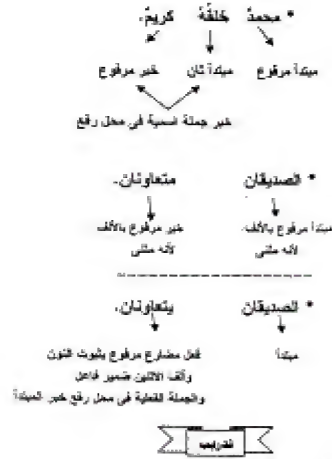 * محمدٌ خلقُهُ كريمٌ.
مبتدأ مرفوع مبتدأ ثان خبر مرفوع
خبر جملة اسمية في محل رفع
* الصديقان متعاونان.
مبتدأ مرفوع بالألف خبر مرفوع بالألف
لأنه مثنى لأنه مثنى
* الصديقان يتعاونان.
مبتدأ فعل مضارع مرفوع بثبوت النون
وألف الاثنين ضمير فاعل
والجملة الفعلية في محل رفع خبر المبتدأ
تدريب